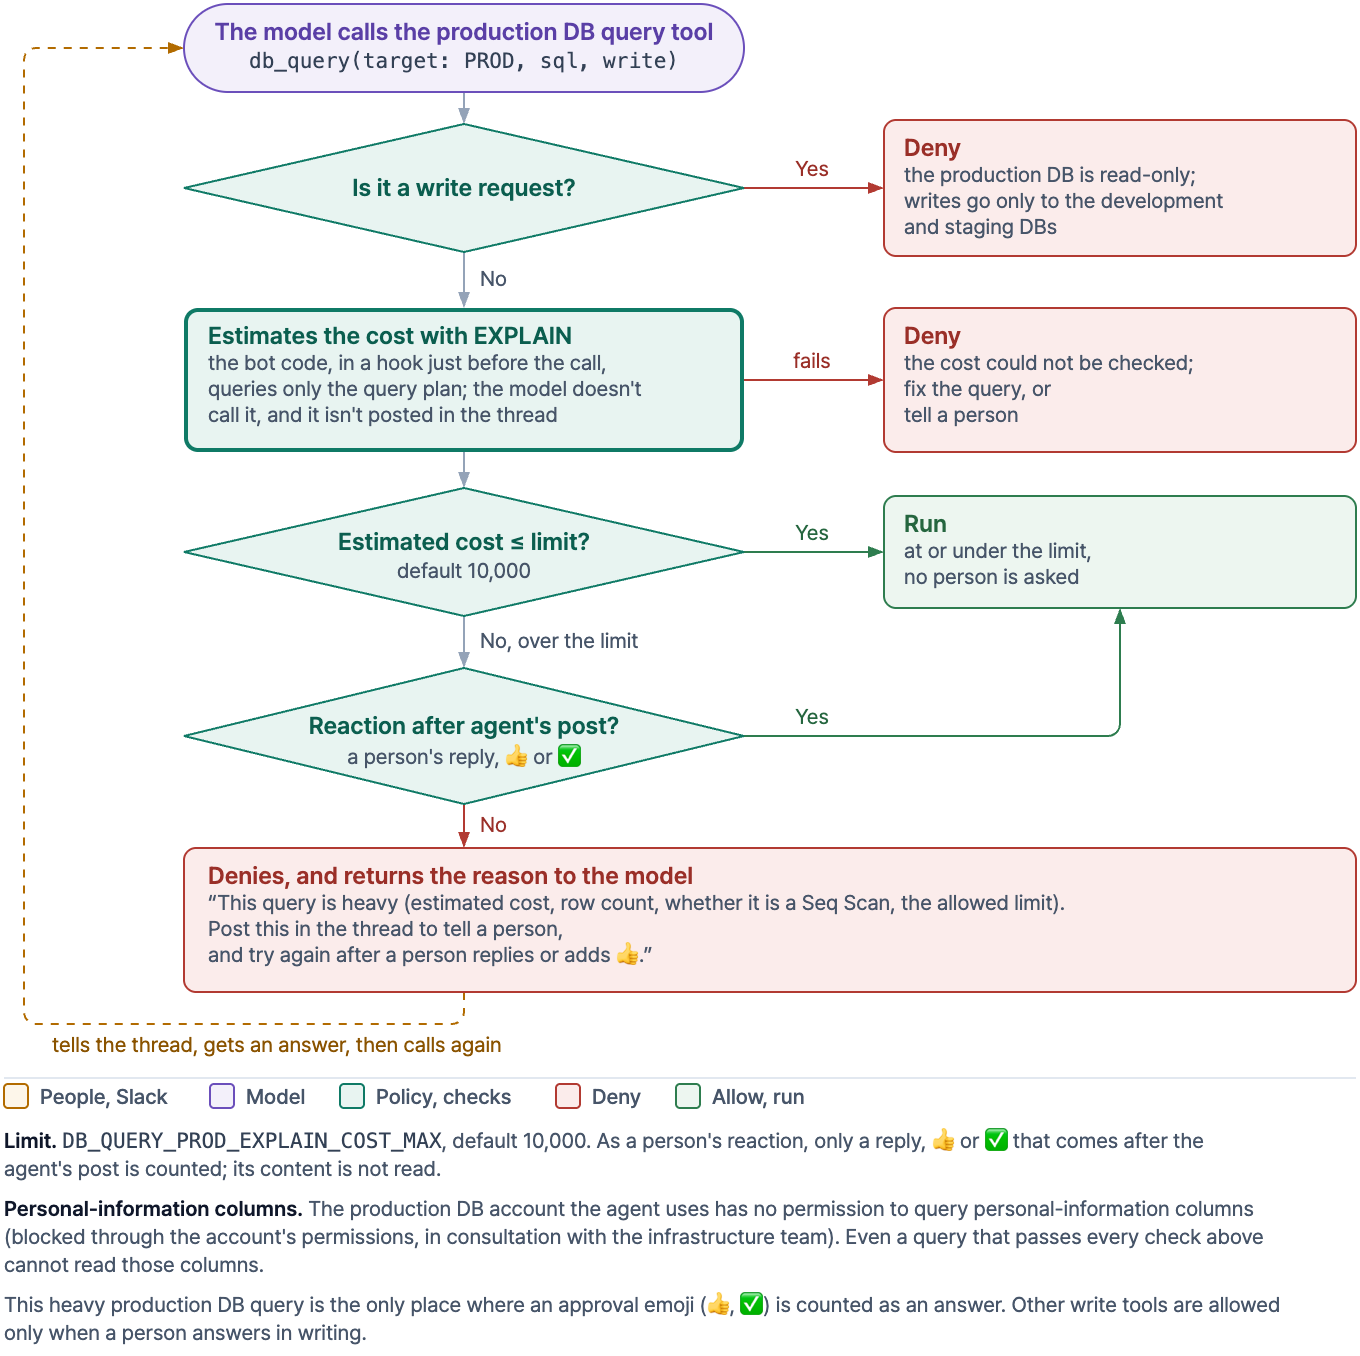 The model calls the production DB query tool
db_query(target: PROD, sql, write)
Is it a write request?
Yes
Deny
the production DB is read-only;
writes go only to the development
and staging DBs
No
Estimates the cost with EXPLAIN
the bot code, in a hook just before the call,
queries only the query plan; the model doesn't
call it, and it isn't posted in the thread
fails
Deny
the cost could not be checked;
fix the query, or
tell a person
Estimated cost ≤ limit?
default 10,000
Yes
Run
at or under the limit,
no person is asked
No, over the limit
Reaction after agent's post?
a person's reply, 👍 or ✅
Yes
No
Denies, and returns the reason to the model
“This query is heavy (estimated cost, row count, whether it is a Seq Scan, the allowed limit).
Post this in the thread to tell a person,
and try again after a person replies or adds 👍.”
tells the thread, gets an answer, then calls again
People, Slack
Model
Policy, checks
Deny
Allow, run
Limit. DB_QUERY_PROD_EXPLAIN_COST_MAX, default 10,000. As a person's reaction, only a reply, 👍 or ✅ that comes after the
agent's post is counted; its content is not read.
Personal-information columns. The production DB account the agent uses has no permission to query personal-information columns
(blocked through the account's permissions, in consultation with the infrastructure team). Even a query that passes every check above
cannot read those columns.
This heavy production DB query is the only place where an approval emoji (👍, ✅) is counted as an answer. Other write tools are allowed
only when a person answers in writing.